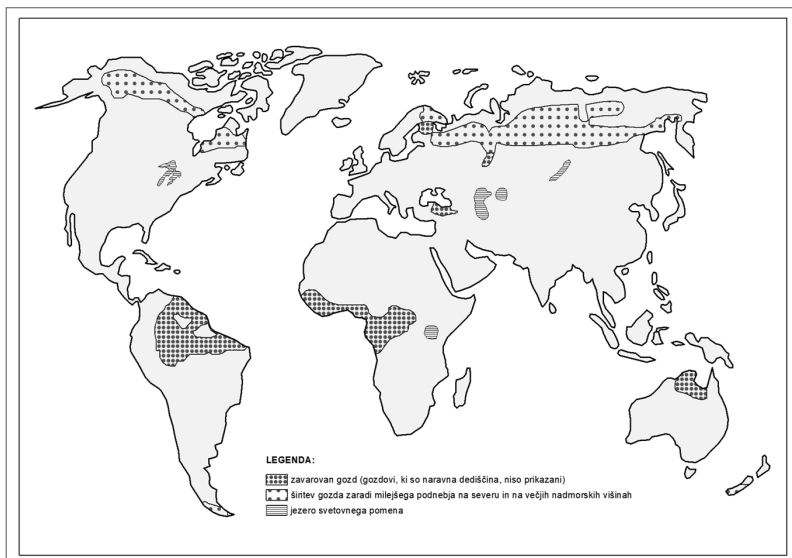 LEGENDA:
zavarovan gozd (gozdovi, ki so naravna dediščina, niso prikazani)
širitev gozda zaradi milejšega podnebja na severu in na večjih nadmorskih višinah
jezero svetovnega pomena